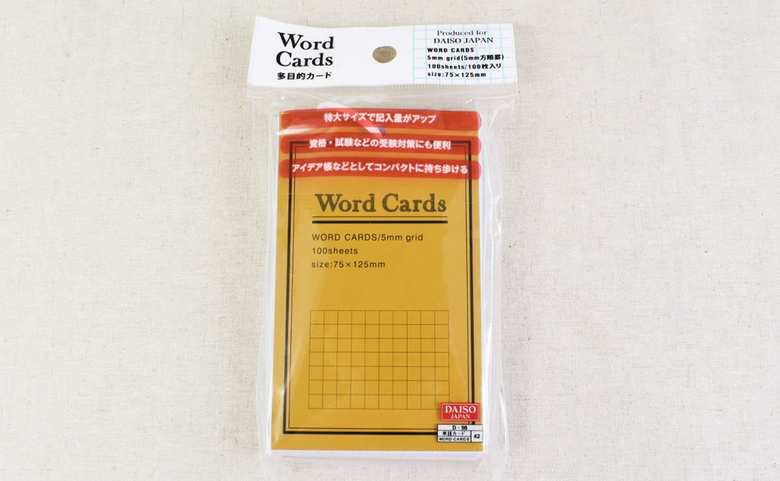 Word
Cards
多目的カード
Produced for
DAISO JAPAN
WORD CARDS
5mm grid(5mm方眼罫)
100sheets/100枚入り
size:75×125mm
特大サイズで記入量がアップ
資格・試験などの受験対策にも便利
アイデア帳などとしてコンパクトに持ち歩ける
Word Cards
WORD CARDS/5mm grid
100sheets
size:75×125mm
DAISO
JAPAN
WORD CARDS
42